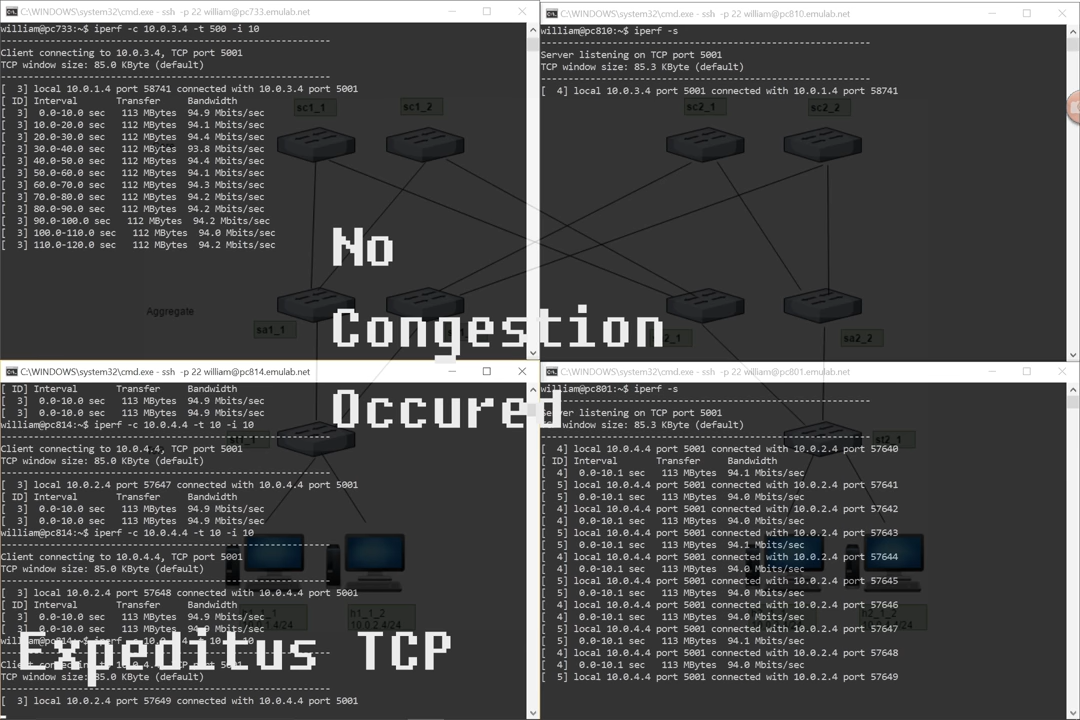 C:\WINDOWS\system32\cmd.exe - ssh -p 22 william@pc733.emulab.net
william@pc733:~$ iperf -c 10.0.3.4 -t 500 -i 10
------------------------------------------------------------
Client connecting to 10.0.3.4, TCP port 5001
TCP window size: 85.0 KByte (default)
------------------------------------------------------------
[  3] local 10.0.1.4 port 58741 connected with 10.0.3.4 port 5001
[ ID] Interval       Transfer     Bandwidth
[  3]  0.0-10.0 sec   113 MBytes  94.9 Mbits/sec
[  3] 10.0-20.0 sec   112 MBytes  94.1 Mbits/sec
[  3] 20.0-30.0 sec   112 MBytes  94.4 Mbits/sec
[  3] 30.0-40.0 sec   112 MBytes  93.8 Mbits/sec
[  3] 40.0-50.0 sec   112 MBytes  94.4 Mbits/sec
[  3] 50.0-60.0 sec   112 MBytes  94.1 Mbits/sec
[  3] 60.0-70.0 sec   112 MBytes  94.3 Mbits/sec
[  3] 70.0-80.0 sec   112 MBytes  94.2 Mbits/sec
[  3] 80.0-90.0 sec   112 MBytes  94.2 Mbits/sec
[  3] 90.0-100.0 sec   112 MBytes  94.2 Mbits/sec
[  3] 100.0-110.0 sec   112 MBytes  94.0 Mbits/sec
[  3] 110.0-120.0 sec   112 MBytes  94.2 Mbits/sec
C:\WINDOWS\system32\cmd.exe - ssh -p 22 william@pc810.emulab.net
william@pc810:~$ iperf -s
------------------------------------------------------------
Server listening on TCP port 5001
TCP window size: 85.3 KByte (default)
------------------------------------------------------------
[  4] local 10.0.3.4 port 5001 connected with 10.0.1.4 port 58741
sc1_1
sc1_2
sc2_1
sc2_2
Aggregate
sa1_1
sa2_2
No
Congestion
Occured
C:\WINDOWS\system32\cmd.exe - ssh -p 22 william@pc814.emulab.net
[ ID] Interval       Transfer     Bandwidth
[  3]  0.0-10.0 sec   113 MBytes  94.9 Mbits/sec
[  3]  0.0-10.0 sec   113 MBytes  94.9 Mbits/sec
william@pc814:~$ iperf -c 10.0.4.4 -t 10 -i 10
------------------------------------------------------------
Client connecting to 10.0.4.4, TCP port 5001
TCP window size: 85.0 KByte (default)
------------------------------------------------------------
[  3] local 10.0.2.4 port 57647 connected with 10.0.4.4 port 5001
[ ID] Interval       Transfer     Bandwidth
[  3]  0.0-10.0 sec   113 MBytes  94.9 Mbits/sec
[  3]  0.0-10.0 sec   113 MBytes  94.9 Mbits/sec
william@pc814:~$ iperf -c 10.0.4.4 -t 10 -i 10
------------------------------------------------------------
Client connecting to 10.0.4.4, TCP port 5001
TCP window size: 85.0 KByte (default)
------------------------------------------------------------
[  3] local 10.0.2.4 port 57648 connected with 10.0.4.4 port 5001
[ ID] Interval       Transfer     Bandwidth
[  3]  0.0-10.0 sec   113 MBytes  94.9 Mbits/sec
[  3]  0.0-10.0 sec   113 MBytes  94.9 Mbits/sec
william@pc814:~$ iperf -c 10.0.4.4 -t 10 -i 10
------------------------------------------------------------
Client connecting to 10.0.4.4, TCP port 5001
TCP window size: 85.0 KByte (default)
------------------------------------------------------------
[  3] local 10.0.2.4 port 57649 connected with 10.0.4.4 port 5001
h1_1_2
10.0.2.4/24
Expeditus TCP
C:\WINDOWS\system32\cmd.exe - ssh -p 22 william@pc801.emulab.net
william@pc801:~$ iperf -s
------------------------------------------------------------
Server listening on TCP port 5001
TCP window size: 85.3 KByte (default)
------------------------------------------------------------
[  4] local 10.0.4.4 port 5001 connected with 10.0.2.4 port 57640
[ ID] Interval       Transfer     Bandwidth
[  4]  0.0-10.1 sec   113 MBytes  94.1 Mbits/sec
[  5] local 10.0.4.4 port 5001 connected with 10.0.2.4 port 57641
[  5]  0.0-10.1 sec   113 MBytes  94.0 Mbits/sec
[  4] local 10.0.4.4 port 5001 connected with 10.0.2.4 port 57642
[  4]  0.0-10.1 sec   113 MBytes  94.0 Mbits/sec
[  5] local 10.0.4.4 port 5001 connected with 10.0.2.4 port 57643
[  5]  0.0-10.1 sec   113 MBytes  94.1 Mbits/sec
[  4] local 10.0.4.4 port 5001 connected with 10.0.2.4 port 57644
[  4]  0.0-10.1 sec   113 MBytes  94.0 Mbits/sec
[  5] local 10.0.4.4 port 5001 connected with 10.0.2.4 port 57645
[  5]  0.0-10.1 sec   113 MBytes  94.0 Mbits/sec
[  4] local 10.0.4.4 port 5001 connected with 10.0.2.4 port 57646
[  4]  0.0-10.1 sec   113 MBytes  94.0 Mbits/sec
[  5] local 10.0.4.4 port 5001 connected with 10.0.2.4 port 57647
[  5]  0.0-10.1 sec   113 MBytes  94.1 Mbits/sec
[  4] local 10.0.4.4 port 5001 connected with 10.0.2.4 port 57648
[  4]  0.0-10.1 sec   113 MBytes  94.0 Mbits/sec
[  5] local 10.0.4.4 port 5001 connected with 10.0.2.4 port 57649